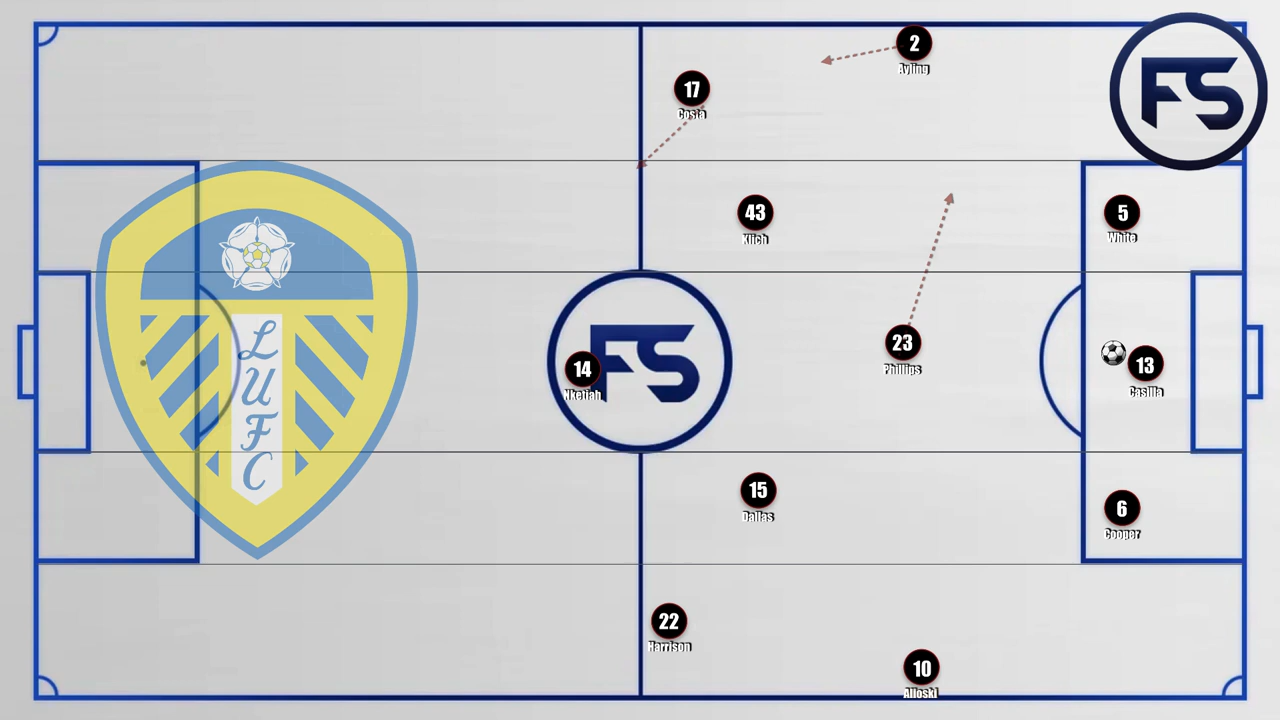 2
Ayling
FS
17
Costa
43
Klich
5
White
L
U
F
C
23
Phillips
FS
14
Nketiah
13
Casilla
15
Dallas
6
Cooper
22
Harrison
10
Alioski